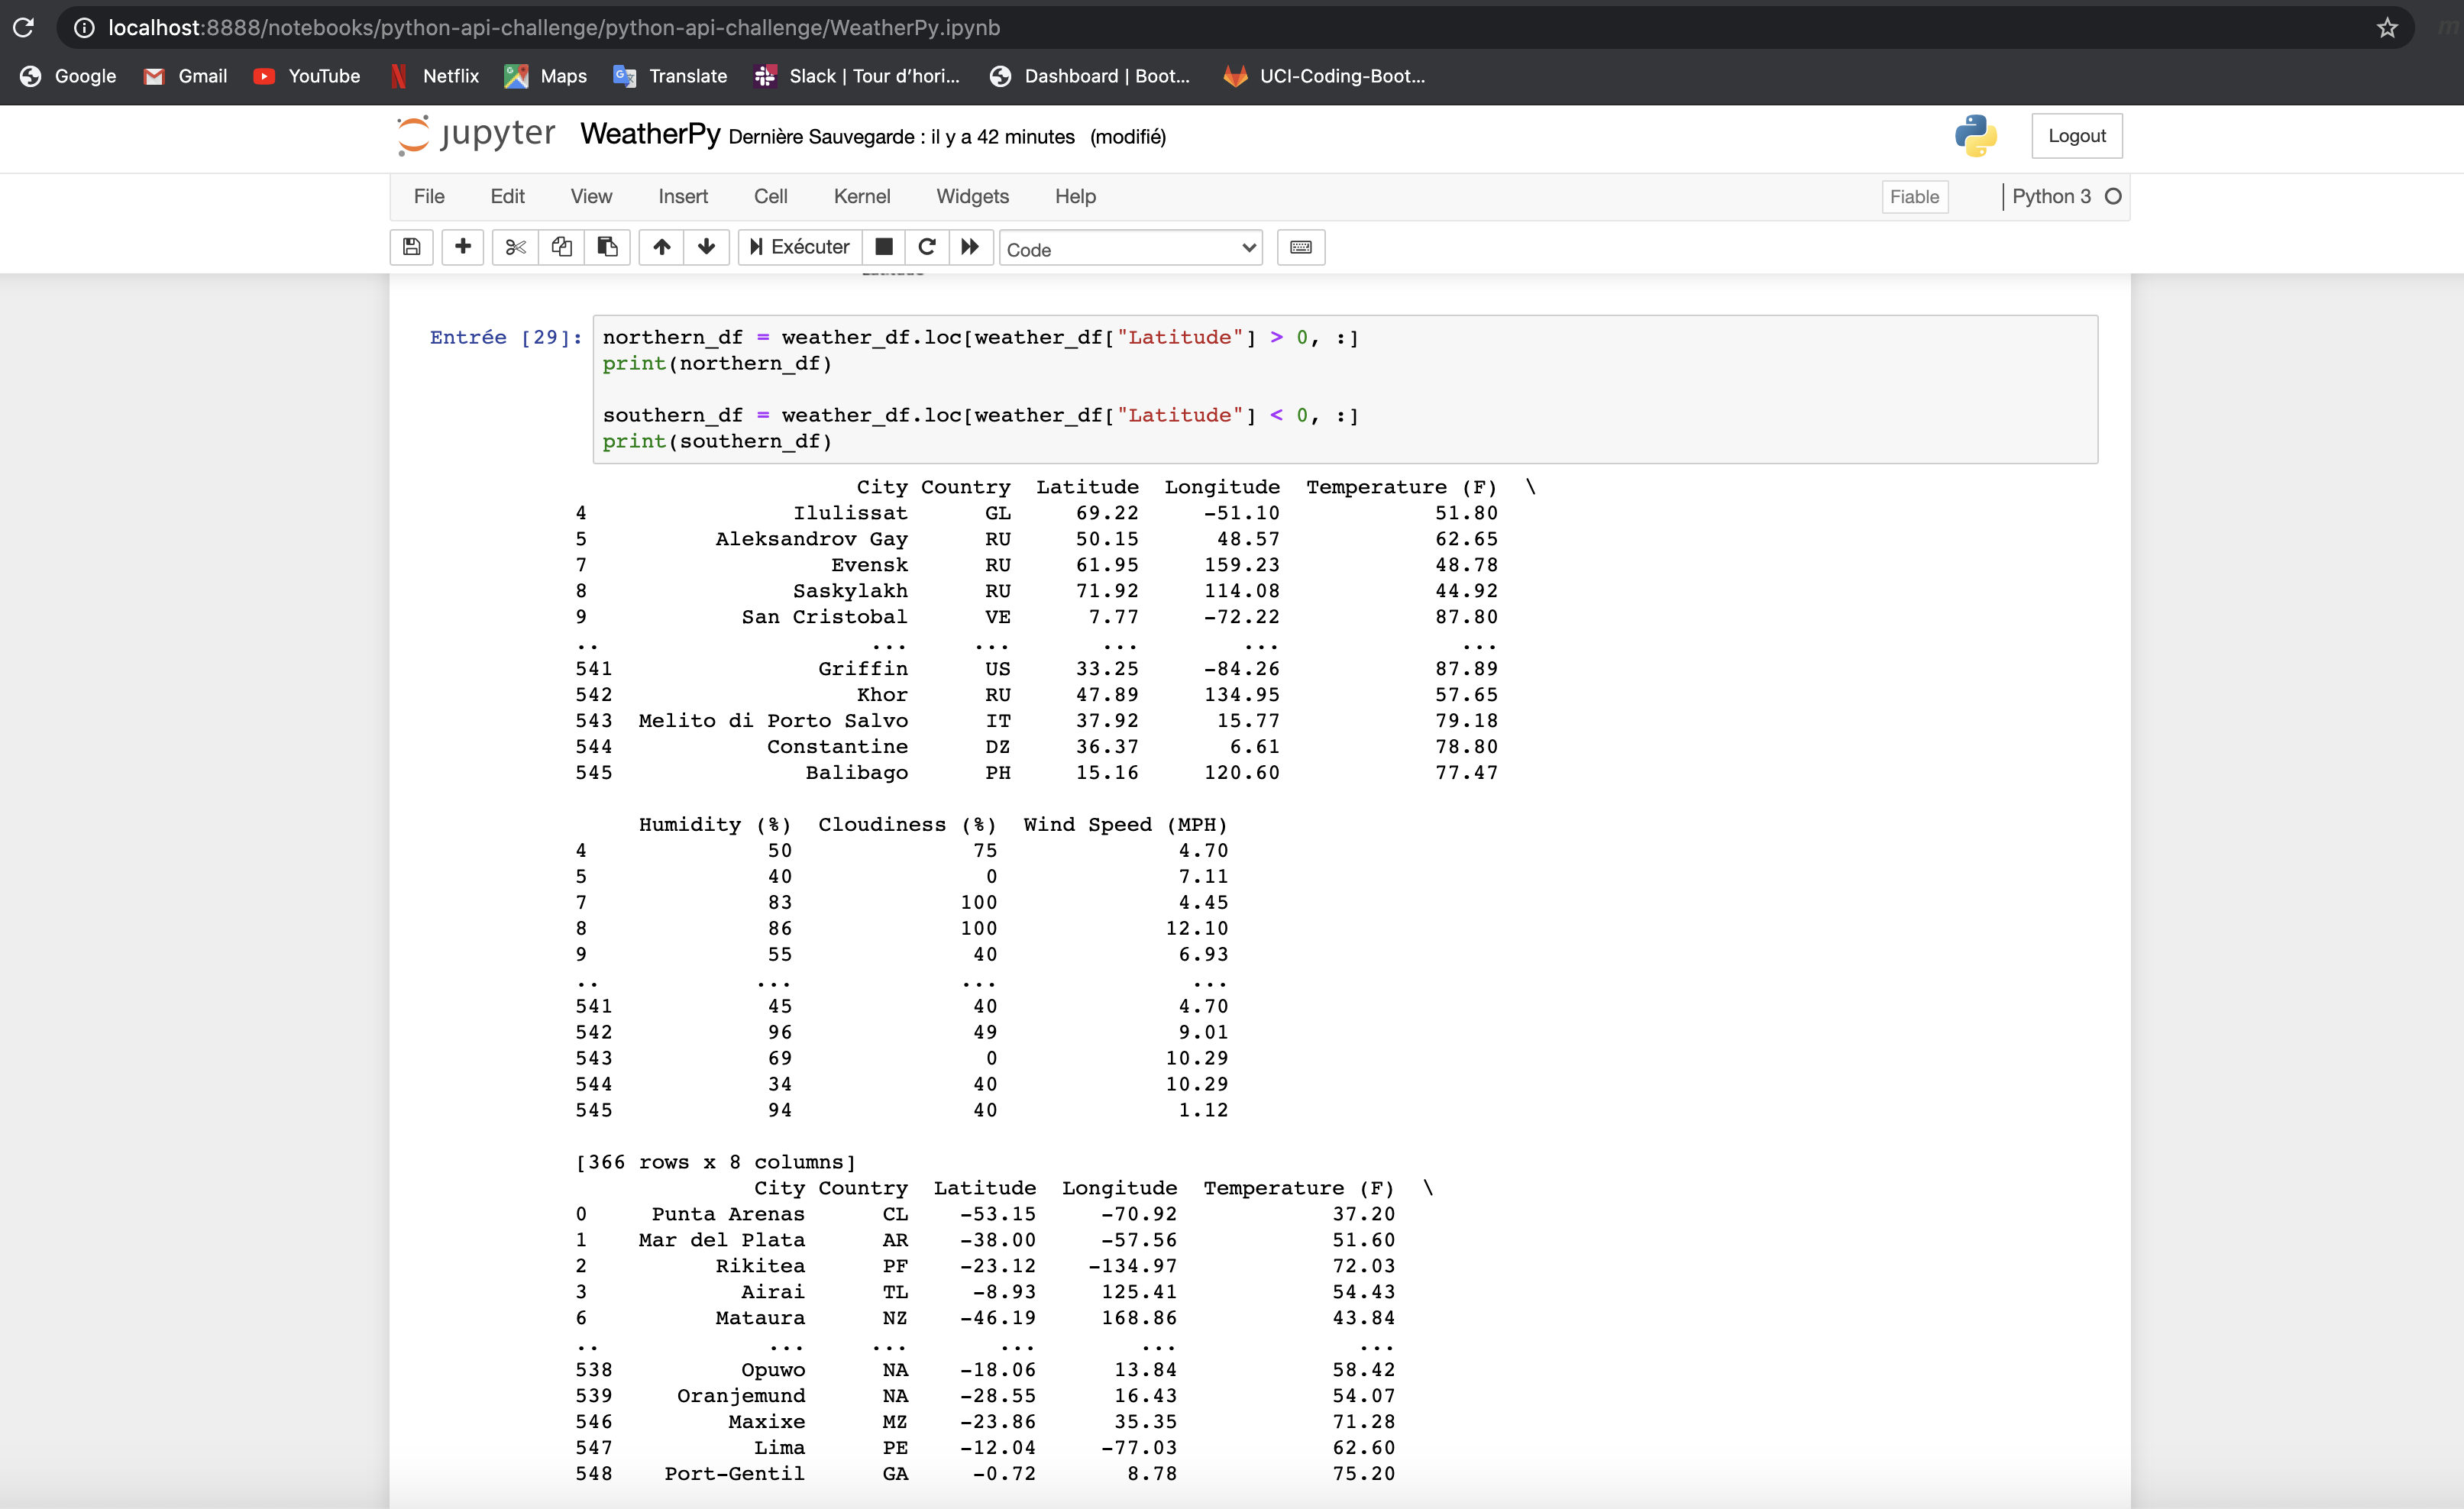 localhost:8888/notebooks/python-api-challenge/python-api-challenge/WeatherPy.ipynb
Google Gmail YouTube Netflix Maps Translate Slack | Tour d'hori... Dashboard | Boot... UCI-Coding-Boot...
jupyter WeatherPy Dernière Sauvegarde : il y a 42 minutes (modifié) Logout
File Edit View Insert Cell Kernel Widgets Help Fiable Python 3
Exécuter Code
Entrée [29]: northern_df = weather_df.loc[weather_df["Latitude"] > 0, :]
print(northern_df)
southern_df = weather_df.loc[weather_df["Latitude"] < 0, :]
print(southern_df)
City Country Latitude Longitude Temperature (F) \
4 Ilulissat GL 69.22 -51.10 51.80
5 Aleksandrov Gay RU 50.15 48.57 62.65
7 Evensk RU 61.95 159.23 48.78
8 Saskylakh RU 71.92 114.08 44.92
9 San Cristobal VE 7.77 -72.22 87.80
.. ... ... ... ... ...
541 Griffin US 33.25 -84.26 87.89
542 Khor RU 47.89 134.95 57.65
543 Melito di Porto Salvo IT 37.92 15.77 79.18
544 Constantine DZ 36.37 6.61 78.80
545 Balibago PH 15.16 120.60 77.47
Humidity (%) Cloudiness (%) Wind Speed (MPH)
4 50 75 4.70
5 40 0 7.11
7 83 100 4.45
8 86 100 12.10
9 55 40 6.93
.. ... ... ...
541 45 40 4.70
542 96 49 9.01
543 69 0 10.29
544 34 40 10.29
545 94 40 1.12
[366 rows x 8 columns]
City Country Latitude Longitude Temperature (F) \
0 Punta Arenas CL -53.15 -70.92 37.20
1 Mar del Plata AR -38.00 -57.56 51.60
2 Rikitea PF -23.12 -134.97 72.03
3 Airai TL -8.93 125.41 54.43
6 Mataura NZ -46.19 168.86 43.84
.. ... ... ... ... ...
538 Opuwo NA -18.06 13.84 58.42
539 Oranjemund NA -28.55 16.43 54.07
546 Maxixe MZ -23.86 35.35 71.28
547 Lima PE -12.04 -77.03 62.60
548 Port-Gentil GA -0.72 8.78 75.20